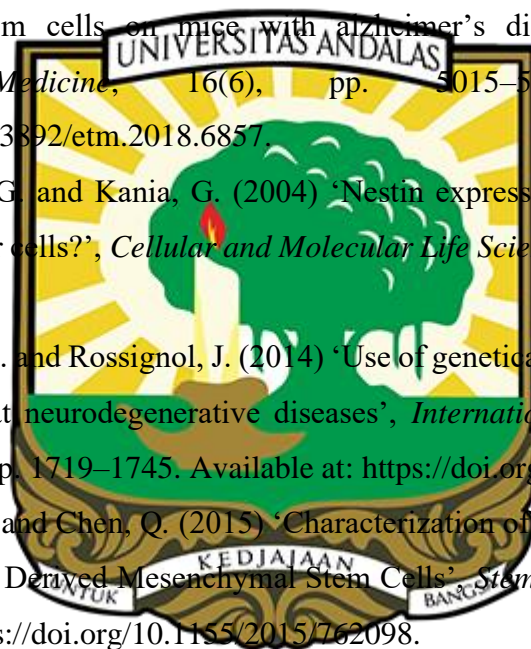 m cells on mice with alzheimer's di
UNIVERSITAS ANDALAS
Medicine, 16(6), pp. 5015–5
3892/etm.2018.6857.
G. and Kania, G. (2004) 'Nestin express
r cells?', Cellular and Molecular Life Scie
. and Rossignol, J. (2014) 'Use of genetica
at neurodegenerative diseases', Internatio
p. 1719–1745. Available at: https://doi.org
and Chen, Q. (2015) 'Characterization of
KEDJAJAAN
Derived Mesenchymal Stem Cells', Stem
UNTUK BANGSA
s://doi.org/10.1155/2015/762098.